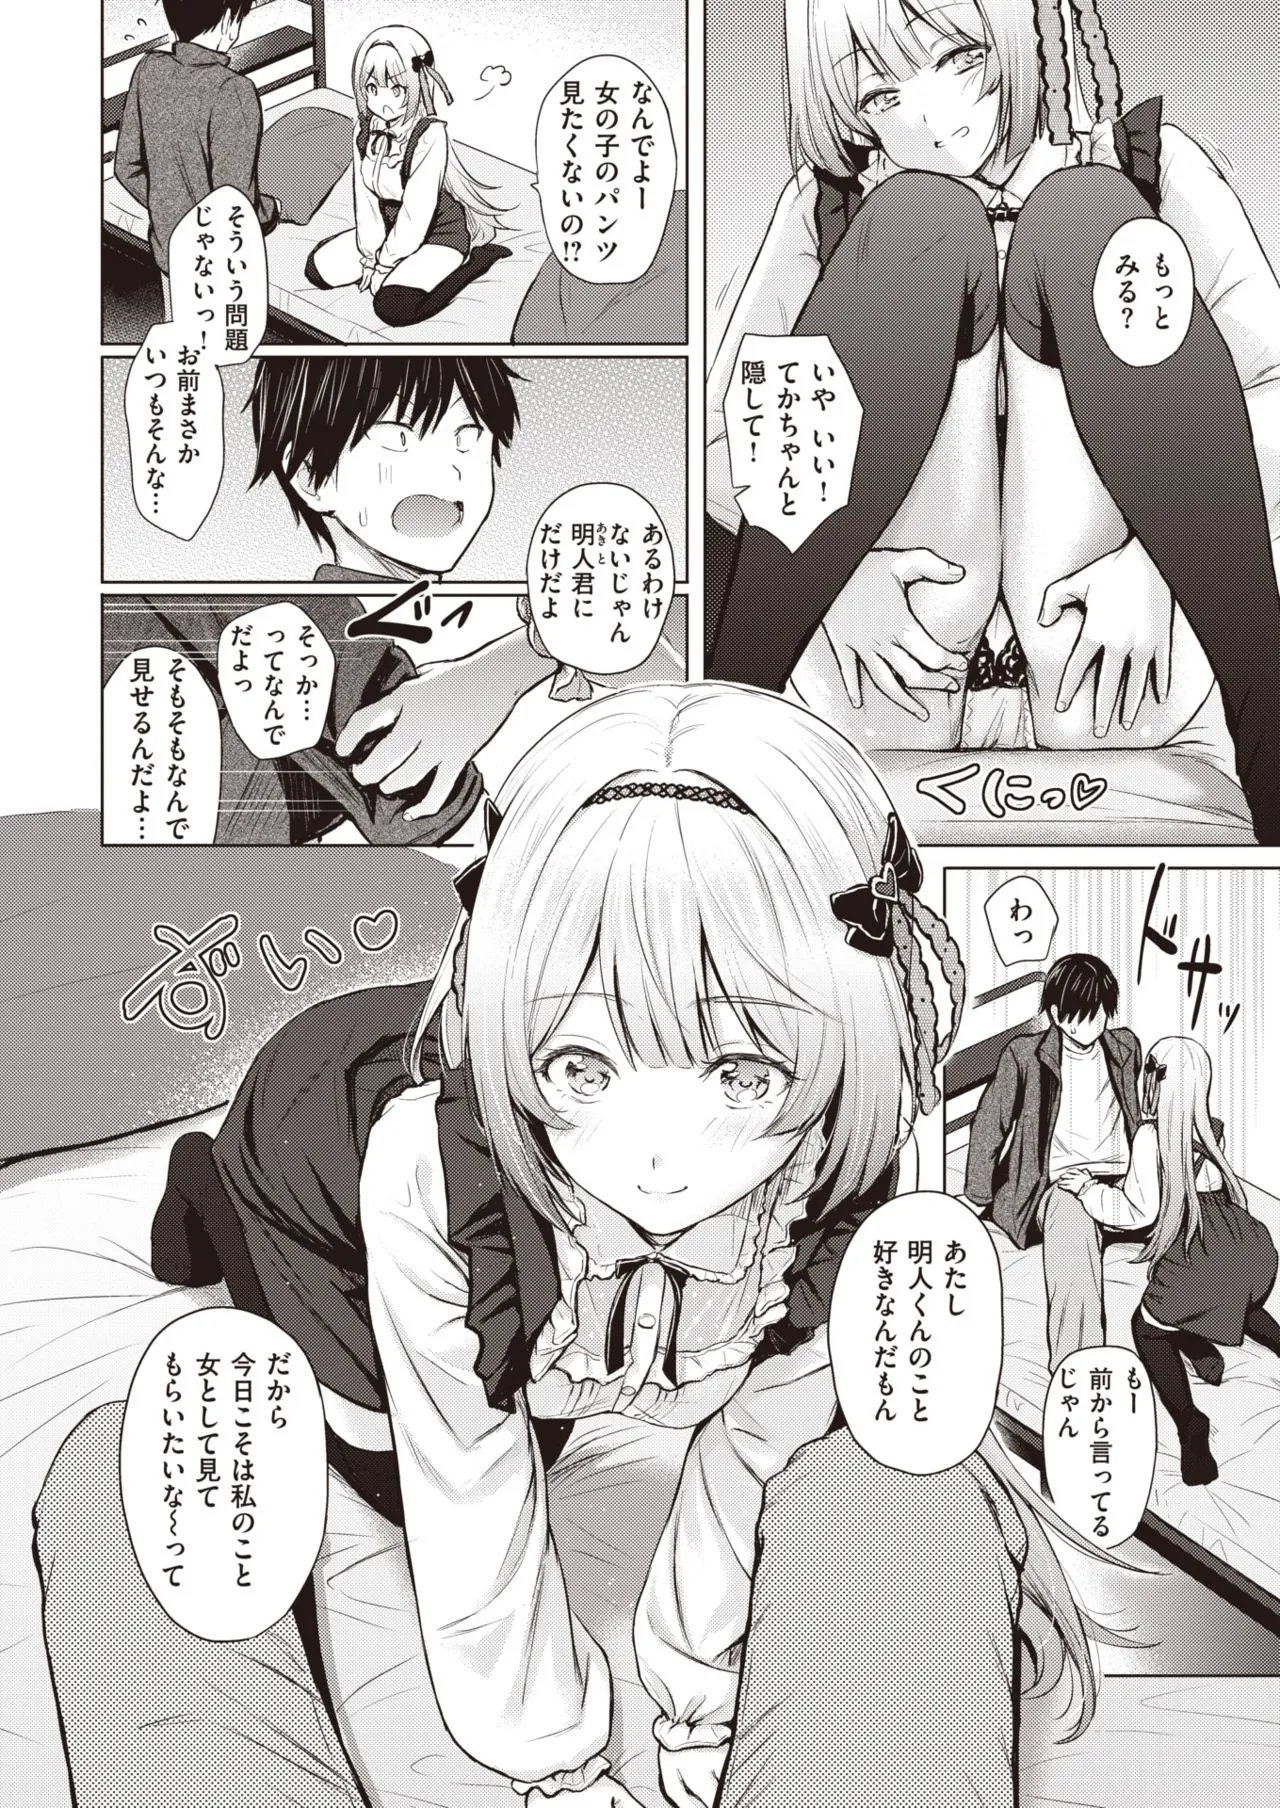 もっと
みる？
いや いい！
てかちゃんと
隠して！
くにっ♡
なんでよー
女の子のパンツ
見たくないの!?
そういう問題
じゃないっ！
お前まさか
いつもそんな…
あるわけ
ないじゃん
明人君に
あきと
だけだよ
ぐいっ
そっか…
ってなんで
だよっ
そもそもなんで
見せるんだよ…
わっ
ドサッ
もー
前から言ってる
じゃん
ずい♡
あたし
明人くんのこと
好きなんだもん
だから
今日こそは私のこと
女として見て
もらいたいな〜って